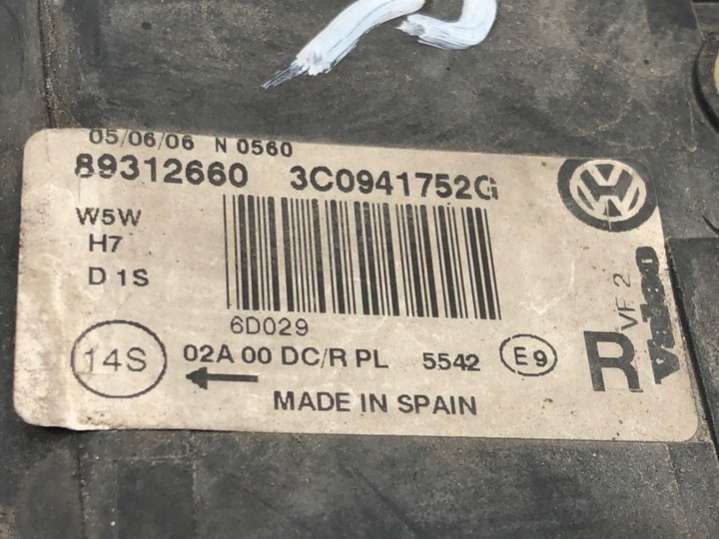 05/06/06 N 0560
89312660 3C0941752G
W5W
H7
D 1S
6D029
14S
02A 00 DC/R PL 5542 E9
MADE IN SPAIN
R
VF 2
Valeo